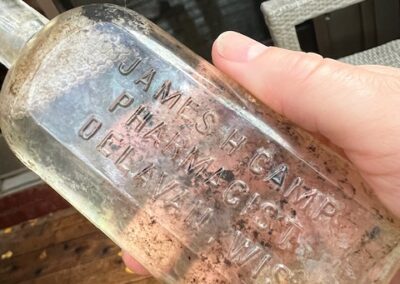 JAMES H CAMP
PHARMACIST
DELAVAN, WIS